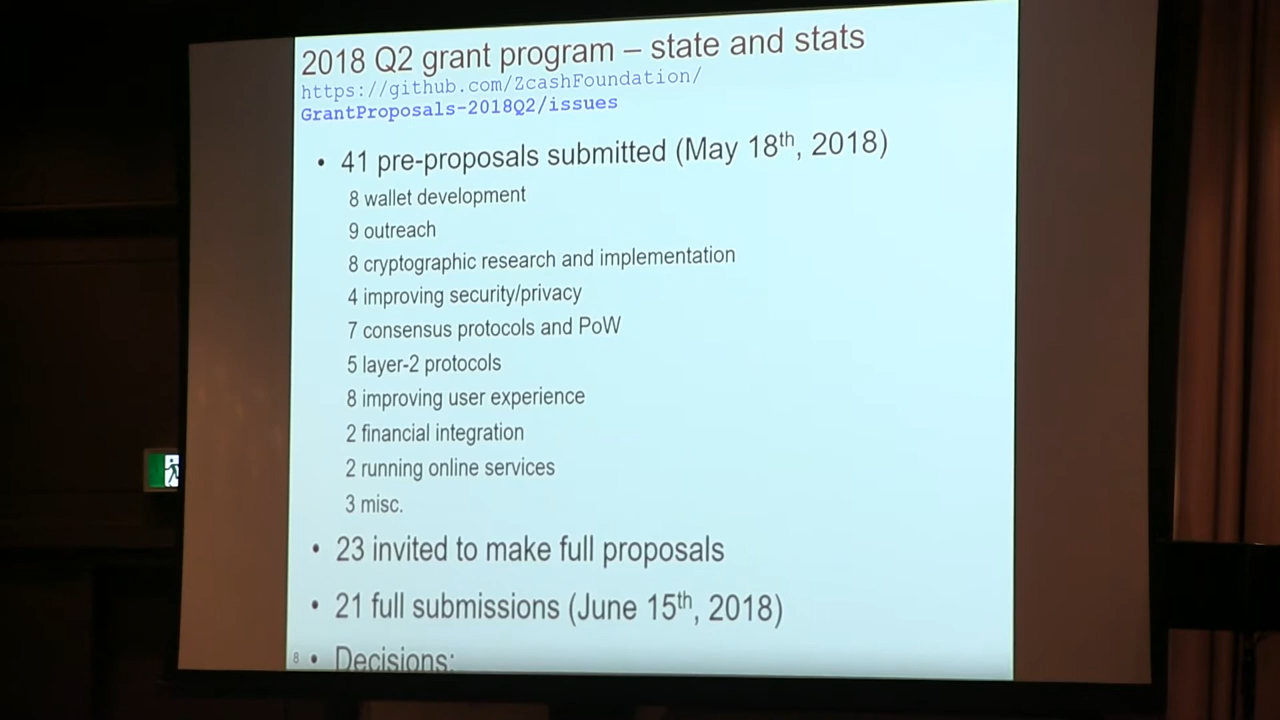 2018 Q2 grant program – state and stats
https://github.com/ZcashFoundation/
GrantProposals-2018Q2/issues
• 41 pre-proposals submitted (May 18th, 2018)
8 wallet development
9 outreach
8 cryptographic research and implementation
4 improving security/privacy
7 consensus protocols and PoW
5 layer-2 protocols
8 improving user experience
2 financial integration
2 running online services
3 misc.
• 23 invited to make full proposals
• 21 full submissions (June 15th, 2018)
8 • Decisions: